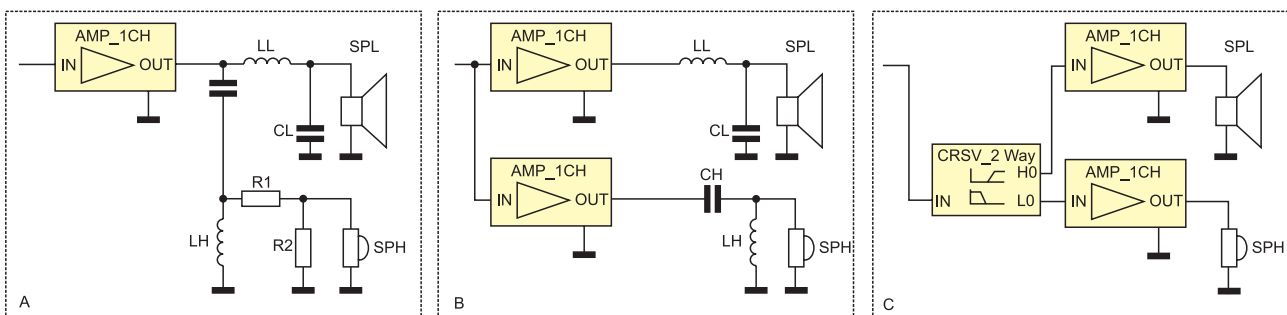 AMP_1CH
IN OUT
LL
SPL
CL
R1
LH
R2
SPH
A
AMP_1CH
IN OUT
LL
SPL
CL
AMP_1CH
IN OUT
CH
LH
SPH
B
AMP_1CH
IN OUT
SPL
CRSV_2 Way
H0
IN
L0
AMP_1CH
IN OUT
SPH
C